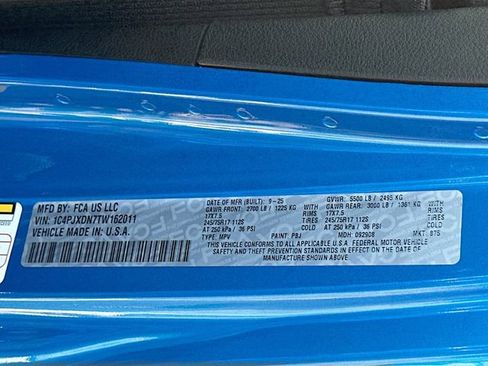 MFD BY: FCA US LLC
VIN: 1C4PJXDN7TW162011
VEHICLE MADE IN: U.S.A.
DATE OF MFR (BUILT): 9-25 GVWR: 5500 LB / 2495 KG
GAWR/FRONT: 2700 LB / 1225 KG TIRES GAWR/REAR: 3000 LB / 1361 KG TIRES
17X7.5 RIMS 17X7.5 RIMS
245/75R17 112S 245/75R17 112S
AT 250 kPa / 36 PSI COLD AT 250 kPa / 36 PSI COLD
TYPE: MPV PAINT: PBJ MDH: 092908 MKT: 875
THIS VEHICLE CONFORMS TO ALL APPLICABLE U.S.A. FEDERAL MOTOR VEHICLE
SAFETY, BUMPER, AND THEFT PREVENTION STANDARDS IN EFFECT ON THE DATE OF
MANUFACTURE SHOWN ABOVE.